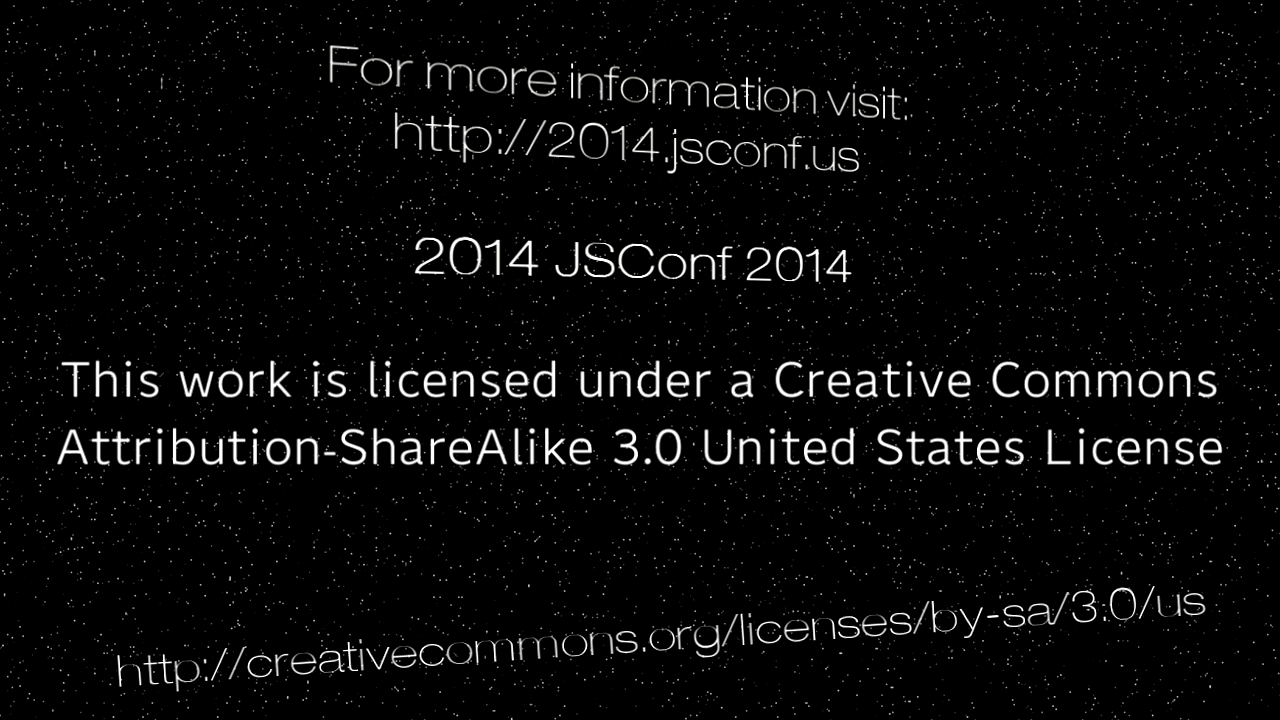 For more information visit:
http://2014.jsconf.us
2014 JSConf 2014
This work is licensed under a Creative Commons
Attribution-ShareAlike 3.0 United States License
http://creativecommons.org/licenses/by-sa/3.0/us